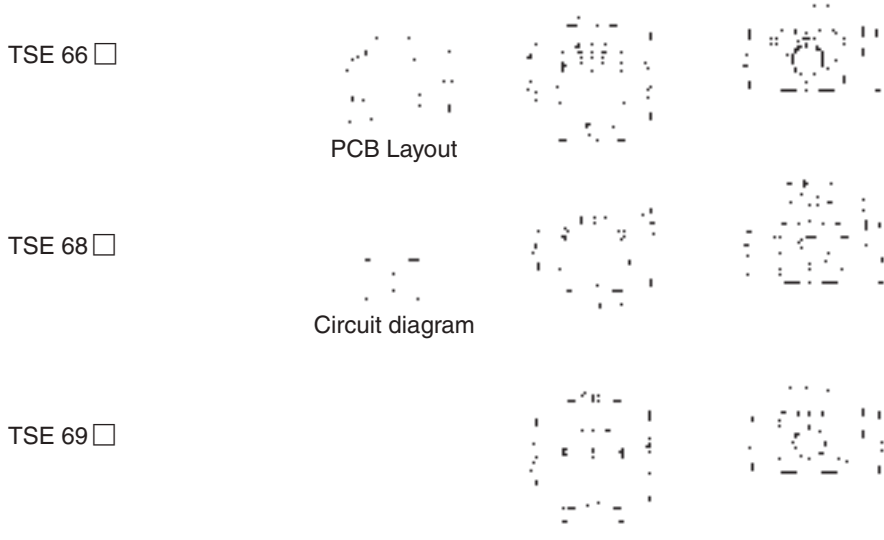 TSE 66 □
PCB Layout
TSE 68 □
Circuit diagram
TSE 69 □